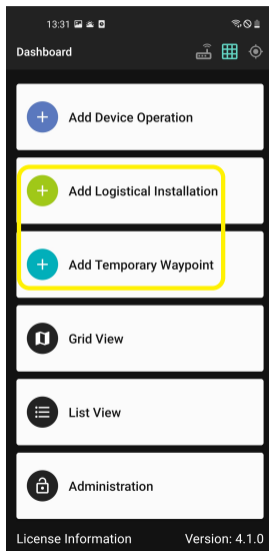 13:31
Dashboard
Add Device Operation
Add Logistical Installation
Add Temporary Waypoint
Grid View
List View
Administration
License Information Version: 4.1.0